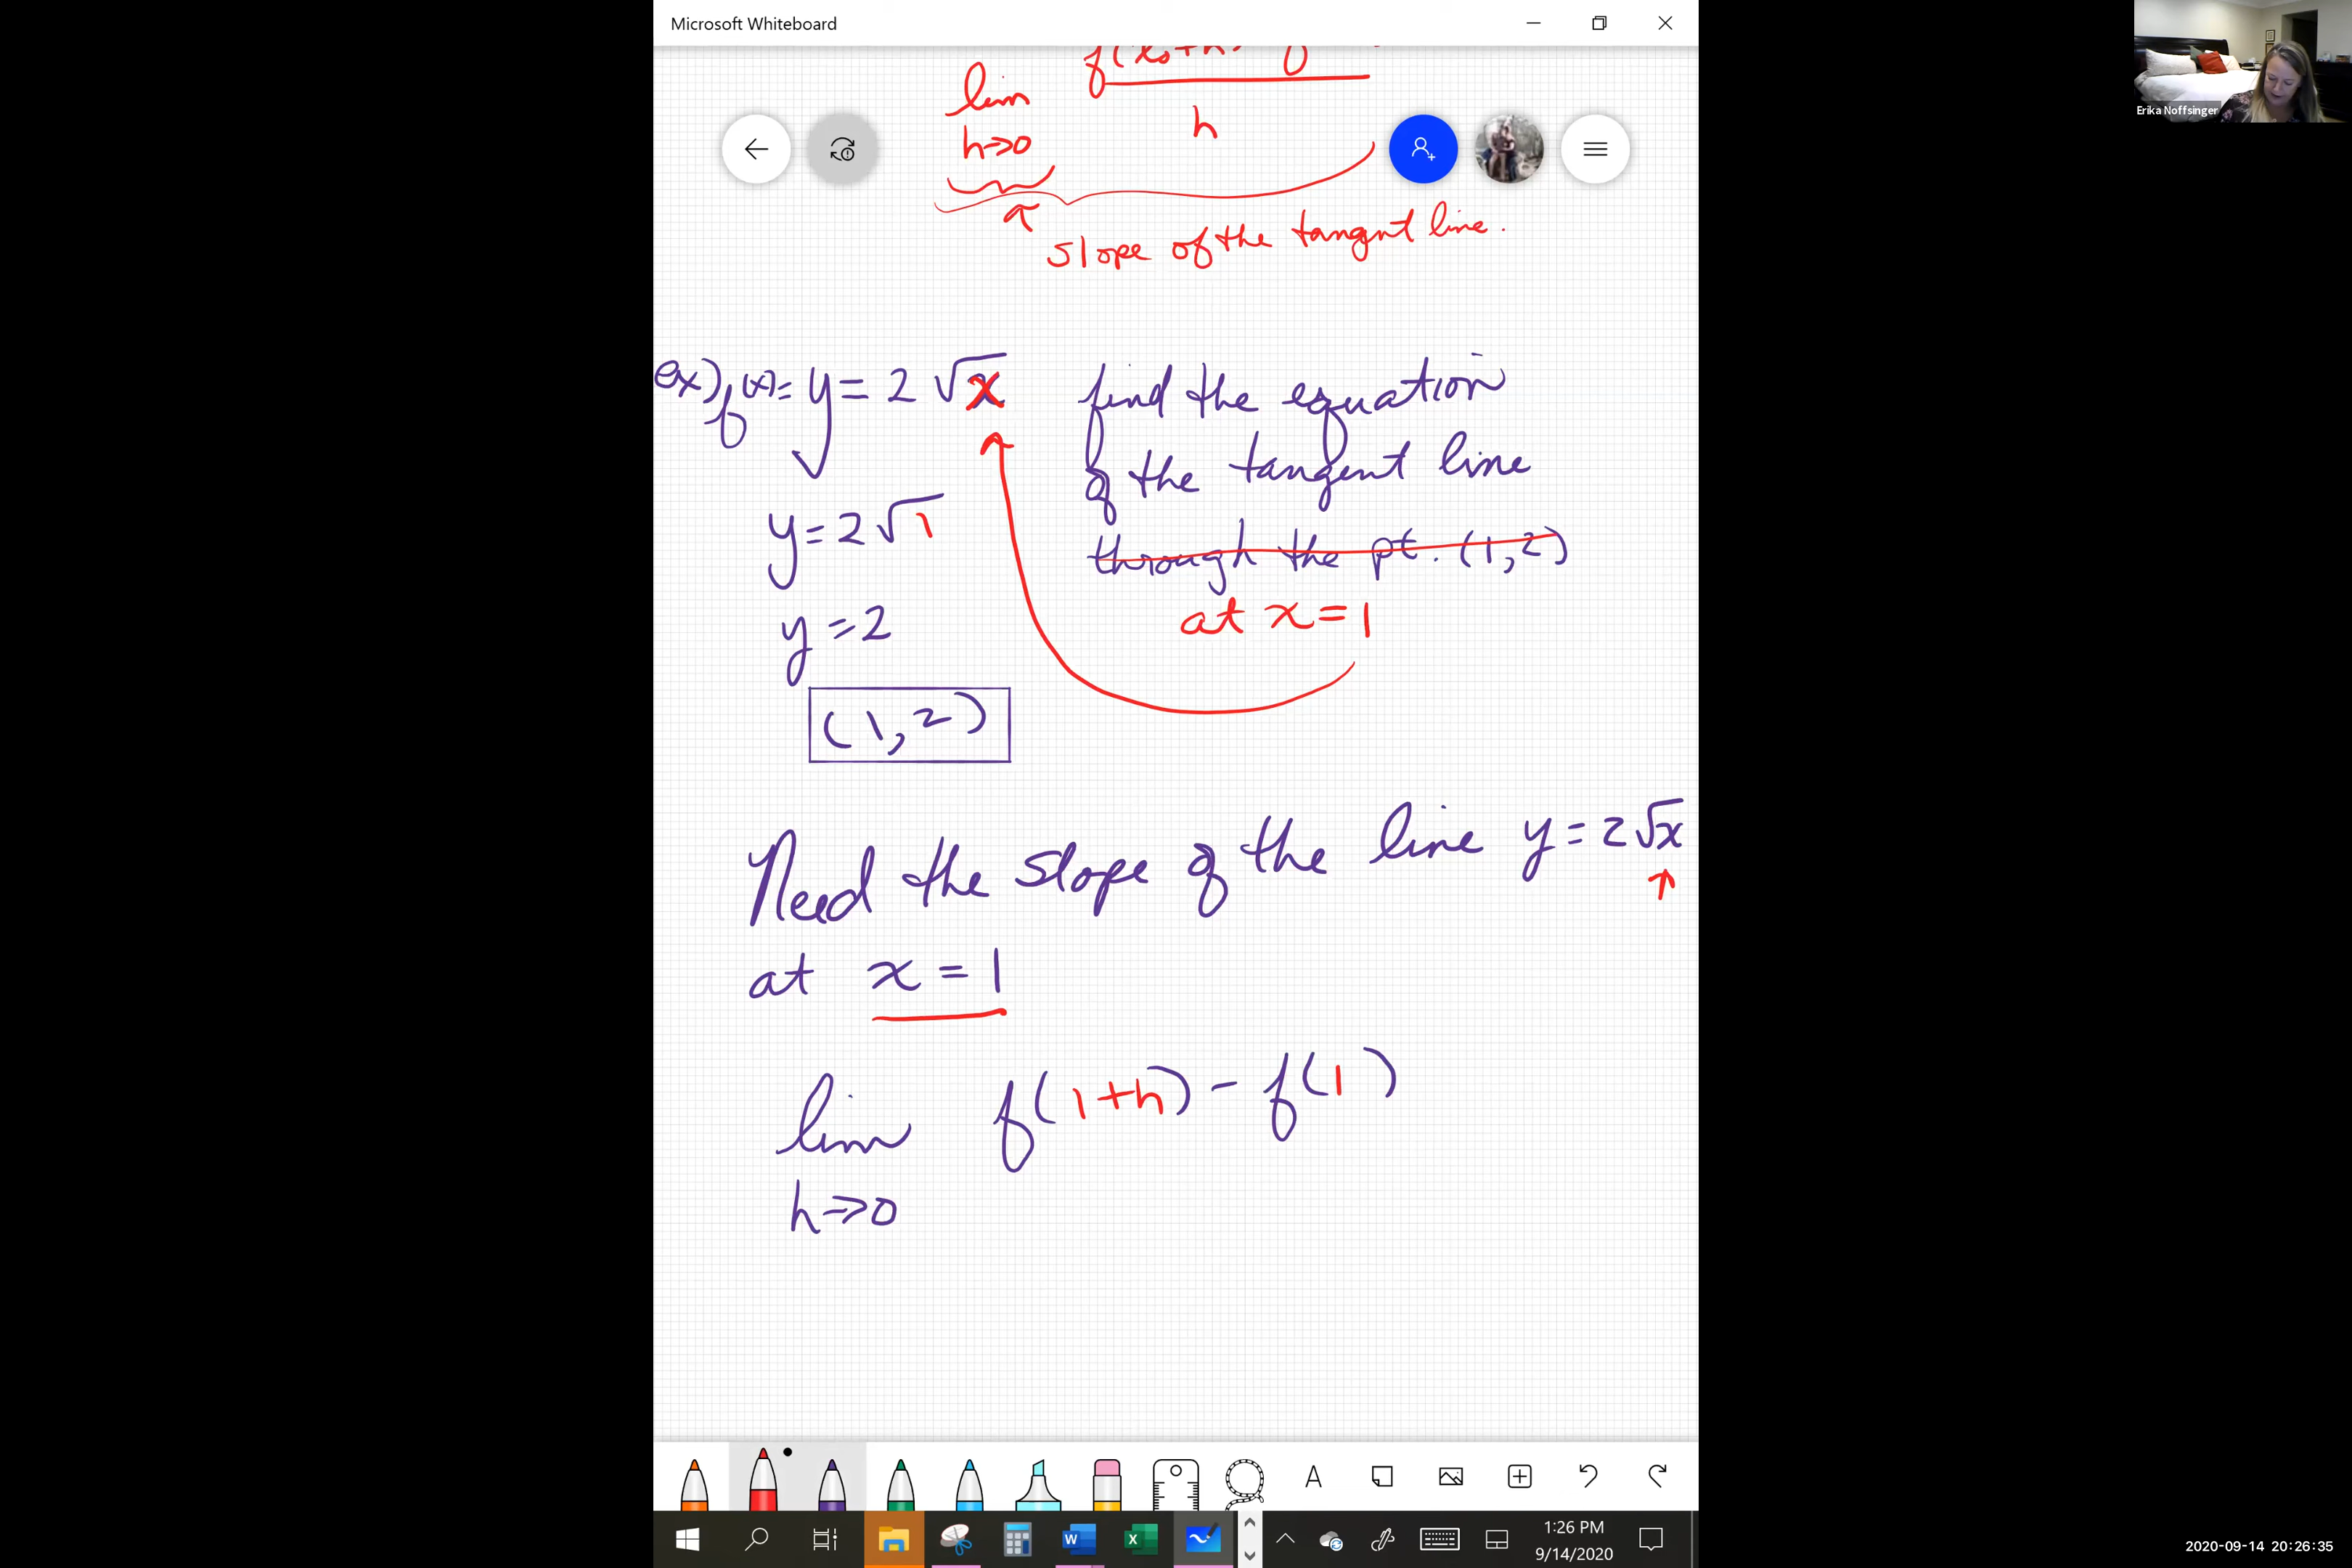 Microsoft Whiteboard
Erika Noffsinger
lim
h→0
h
slope of the tangent line.
ex) f(x) = y = 2√x
find the equation
of the tangent line
through the pt. (1,2)
at x = 1
y = 2√1
y = 2
(1,2)
Need the slope of the line y = 2√x
at x = 1
lim f(1+h) - f(1)
h→0
A
1:26 PM
9/14/2020
2020-09-14 20:26:35